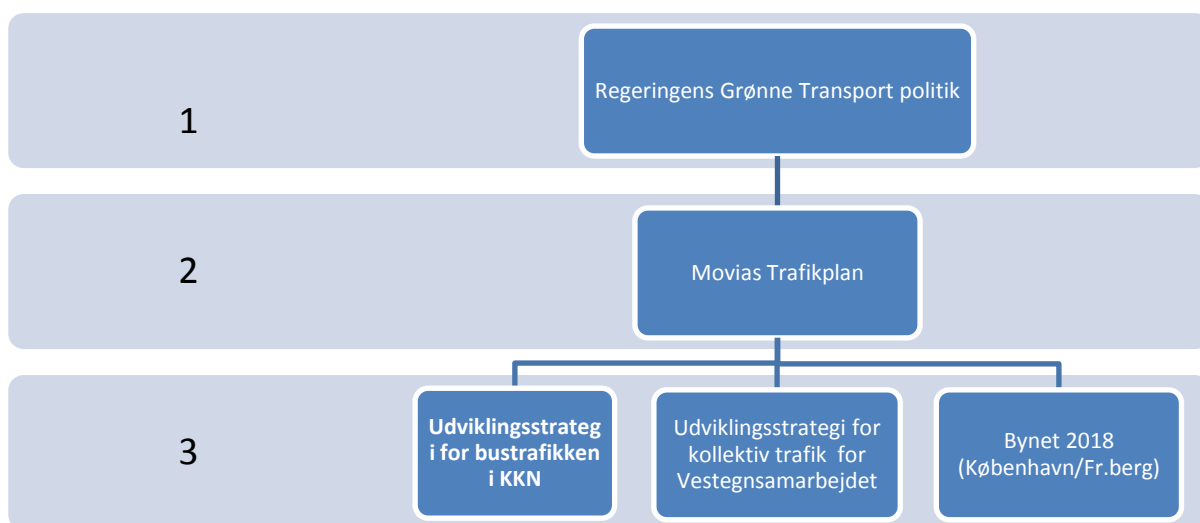 1
Regeringens Grønne Transport politik
2
Movias Trafikplan
3
Udviklingsstrateg
i for bustrafikken
i KKN
Udviklingsstrategi for
kollektiv trafik for
Vestegnsamarbejdet
Bynet 2018
(København/Fr.berg)